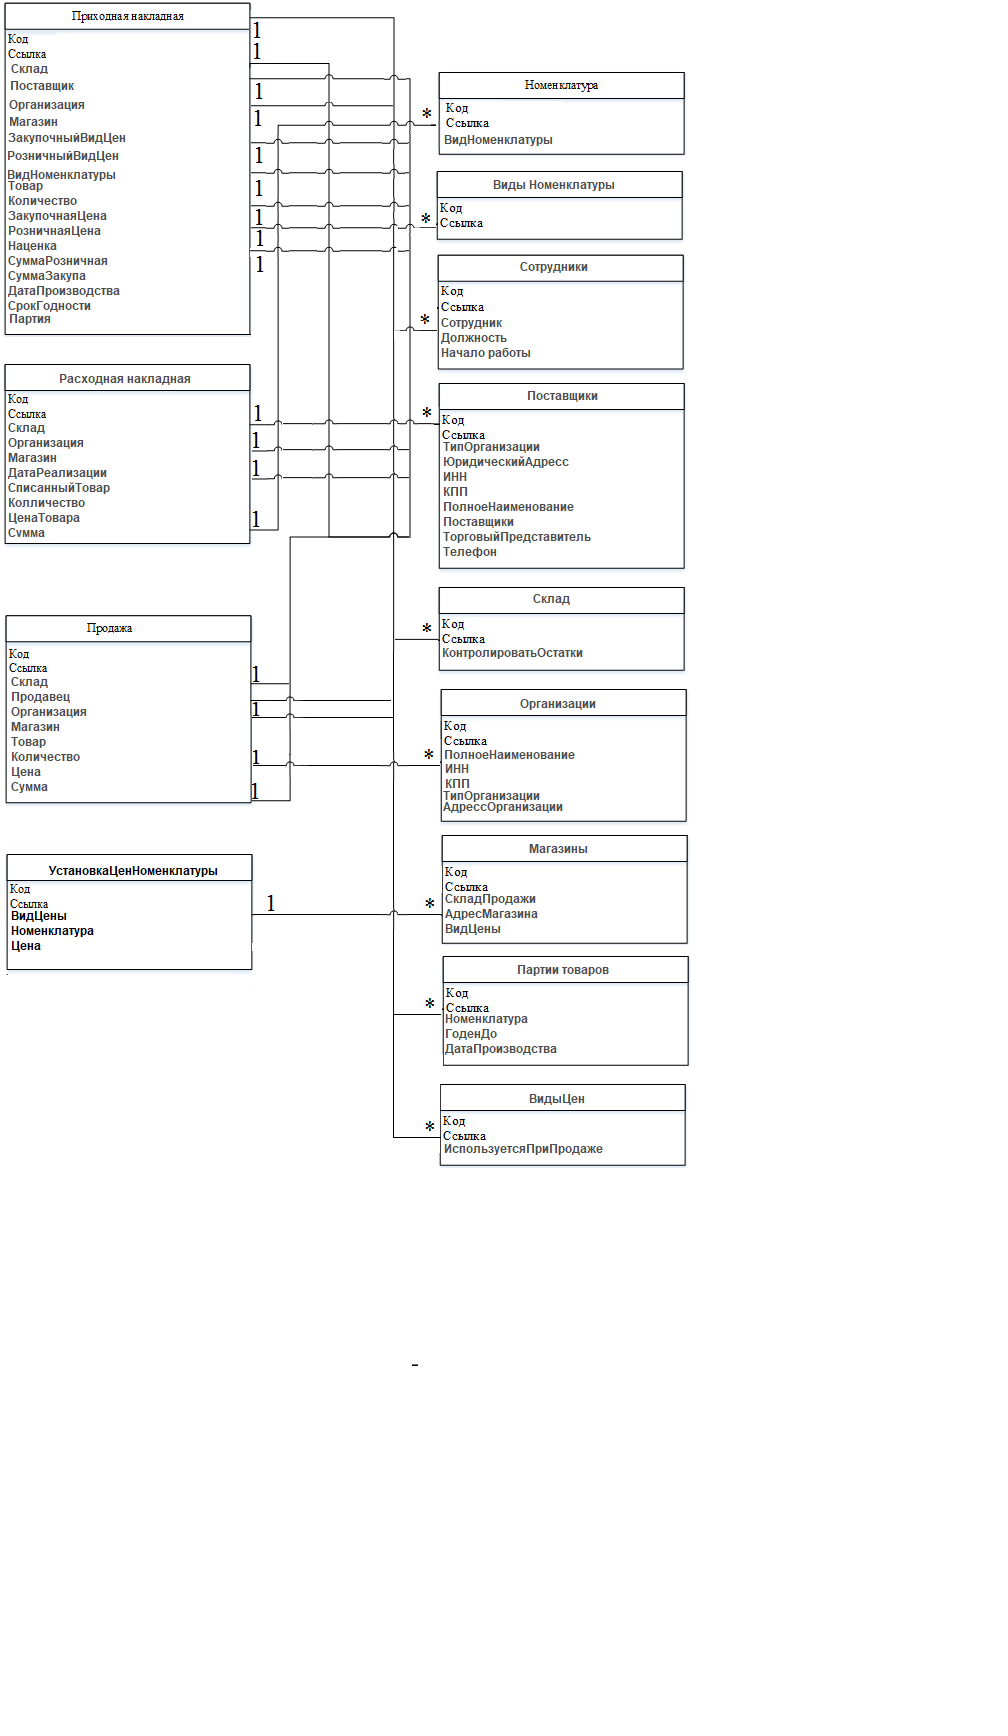 Приходная накладная
Код
Ссылка
Склад
Поставщик
Организация
Магазин
ЗакупочныйВидЦен
РозничныйВидЦен
ВидНоменклатуры
Товар
Количество
ЗакупочнаяЦена
РозничнаяЦена
Наценка
СуммаРозничная
СуммаЗакупа
ДатаПроизводства
СрокГодности
Партия
1
1
1
1
1
1
1
1
1
Расходная накладная
Код
Ссылка
Склад
Организация
Магазин
ДатаРеализации
СписанныйТовар
Колличество
ЦенаТовара
Сумма
1
1
1
1
Продажа
Код
Ссылка
Склад
Продавец
Организация
Магазин
Товар
Количество
Цена
Сумма
1
1
1
1
УстановкаЦенНоменклатуры
Код
Ссылка
ВидЦены
Номенклатура
Цена
1
Номенклатура
Код
Ссылка
ВидНоменклатуры
*
Виды Номенклатуры
Код
Ссылка
*
Сотрудники
Код
Ссылка
Сотрудник
Должность
Начало работы
*
Поставщики
Код
Ссылка
ТипОрганизации
ЮридическийАдресс
ИНН
КПП
ПолноеНаименование
Поставщики
ТорговыйПредставитель
Телефон
*
Склад
Код
Ссылка
КонтролироватьОстатки
*
Организации
Код
Ссылка
ПолноеНаименование
ИНН
КПП
ТипОрганизации
АдрессОрганизации
*
Магазины
Код
Ссылка
СкладПродажи
АдресМагазина
ВидЦены
*
Партии товаров
Код
Ссылка
Номенклатура
ГоденДо
ДатаПроизводства
*
ВидыЦен
Код
Ссылка
ИспользуетсяПриПродаже
*
-